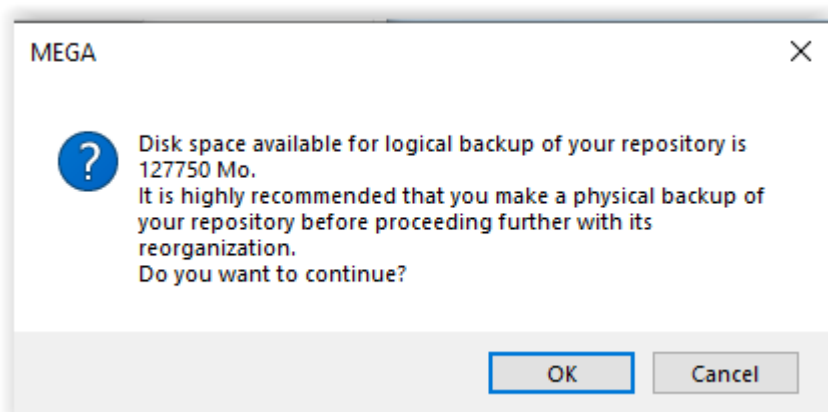 MEGA
Disk space available for logical backup of your repository is
127750 Mo.
It is highly recommended that you make a physical backup of
your repository before proceeding further with its
reorganization.
Do you want to continue?
OK
Cancel